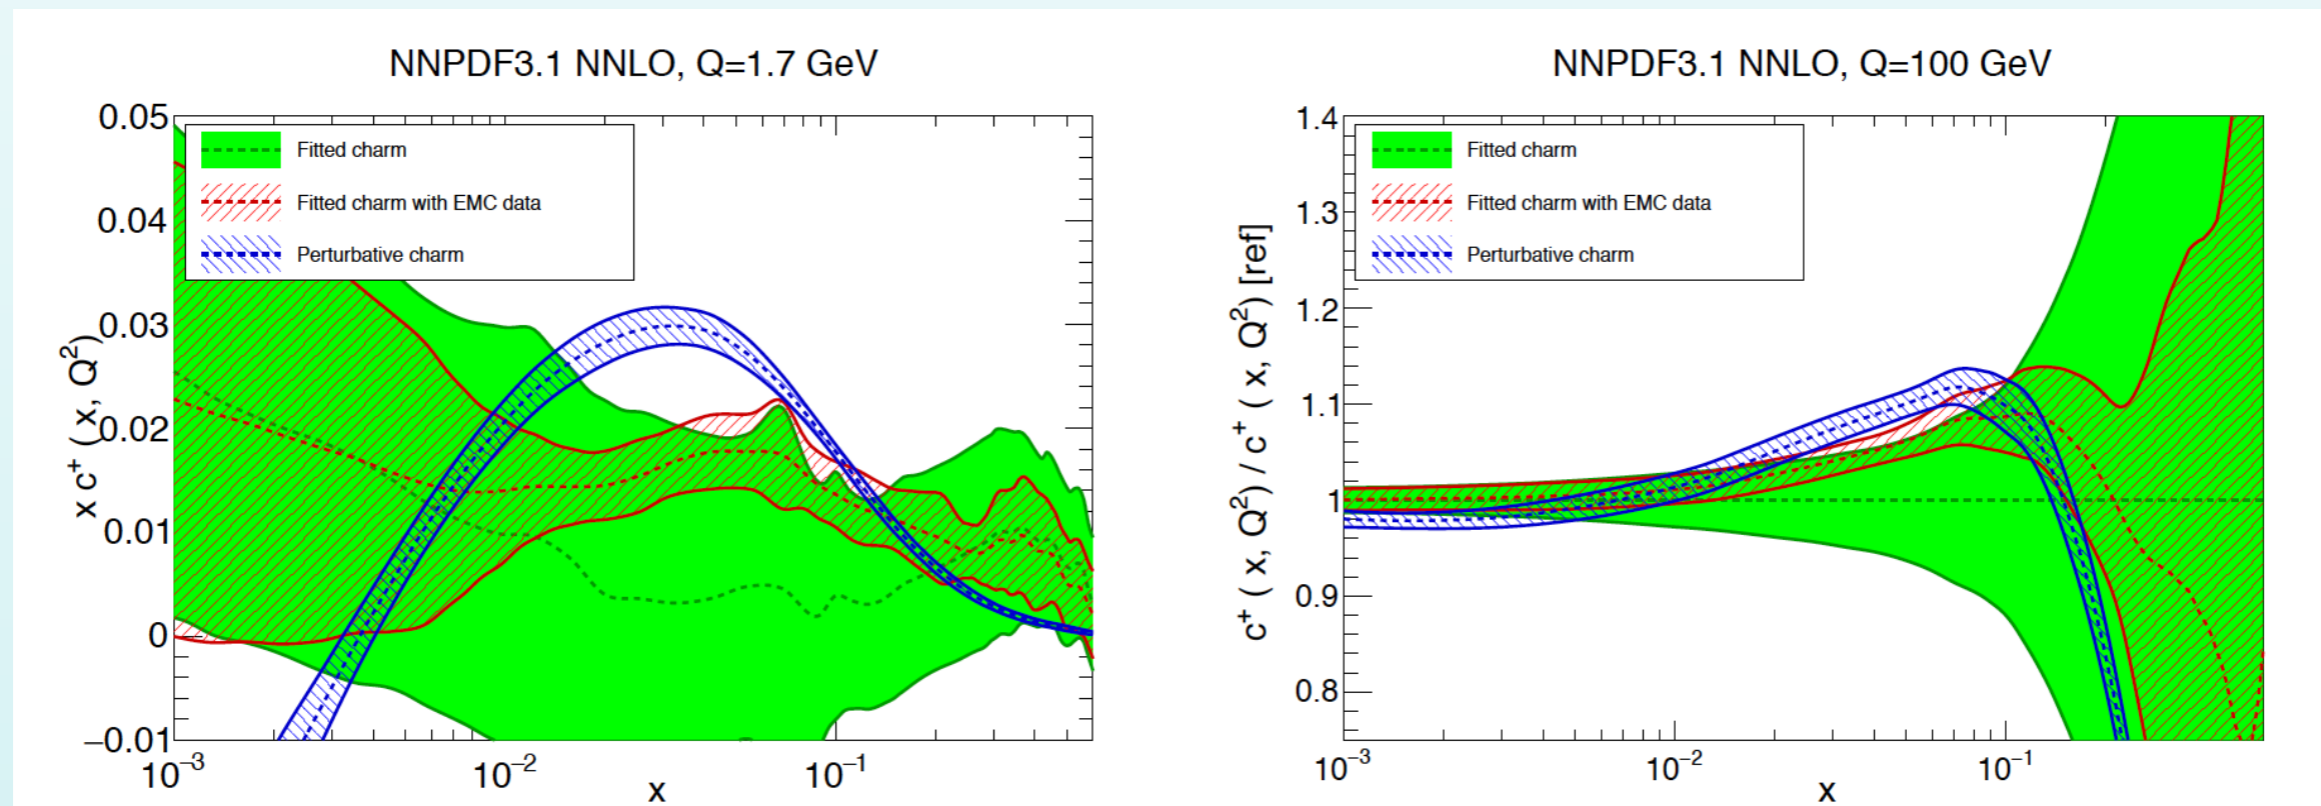 NNPDF3.1 NNLO, Q=1.7 GeV
Fitted charm
Fitted charm with EMC data
Perturbative charm
x c⁺ ( x, Q²)
0.05
0.04
0.03
0.02
0.01
0
−0.01
10⁻³
10⁻²
10⁻¹
x
NNPDF3.1 NNLO, Q=100 GeV
Fitted charm
Fitted charm with EMC data
Perturbative charm
c⁺ ( x, Q²) / c⁺ ( x, Q²) [ref]
1.4
1.3
1.2
1.1
1
0.9
0.8
10⁻³
10⁻²
10⁻¹
x